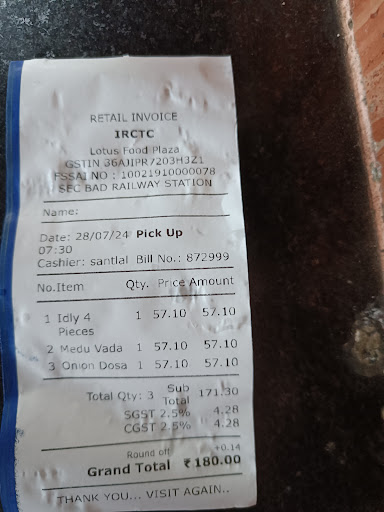 RETAIL INVOICE
IRCTC
Lotus Food Plaza
GSTIN 36AJIPR7203H3Z1
FSSAI NO : 10021910000078
SEC BAD RAILWAY STATION
Name:
Date: 28/07/24 Pick Up
07:30
Cashier: santlal Bill No.: 872999
No.Item Qty. Price Amount
1 Idly 4 1 57.10 57.10
Pieces
2 Medu Vada 1 57.10 57.10
3 Onion Dosa 1 57.10 57.10
Total Qty: 3 Sub 171.30
Total
SGST 2.5% 4.28
CGST 2.5% 4.28
Round off +0.14
Grand Total ₹180.00
THANK YOU... VISIT AGAIN..